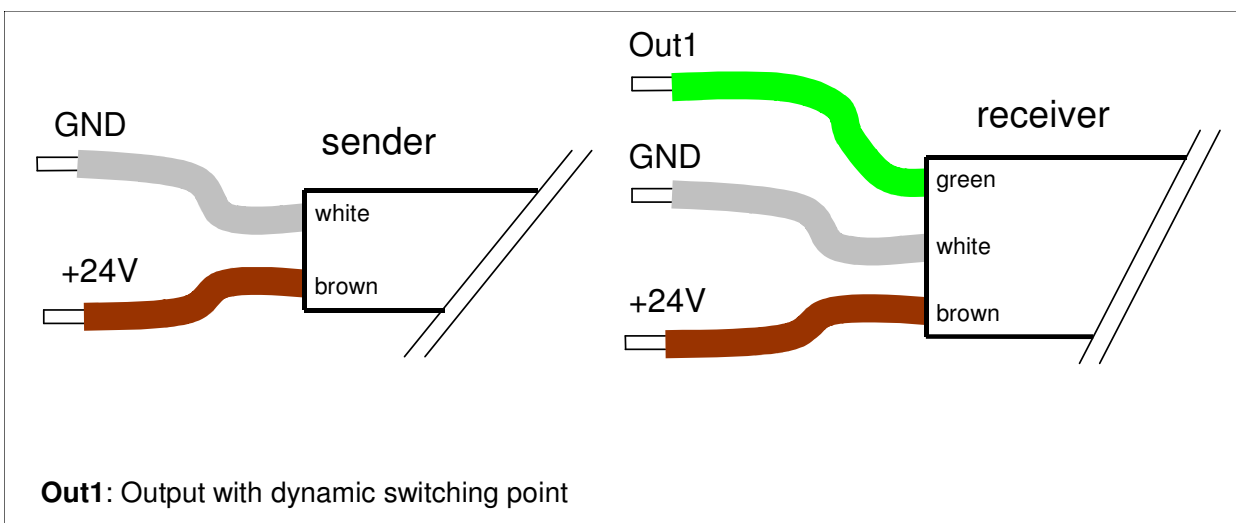 GND
sender
white
+24V
brown
Out1
receiver
green
GND
white
+24V
brown
Out1: Output with dynamic switching point